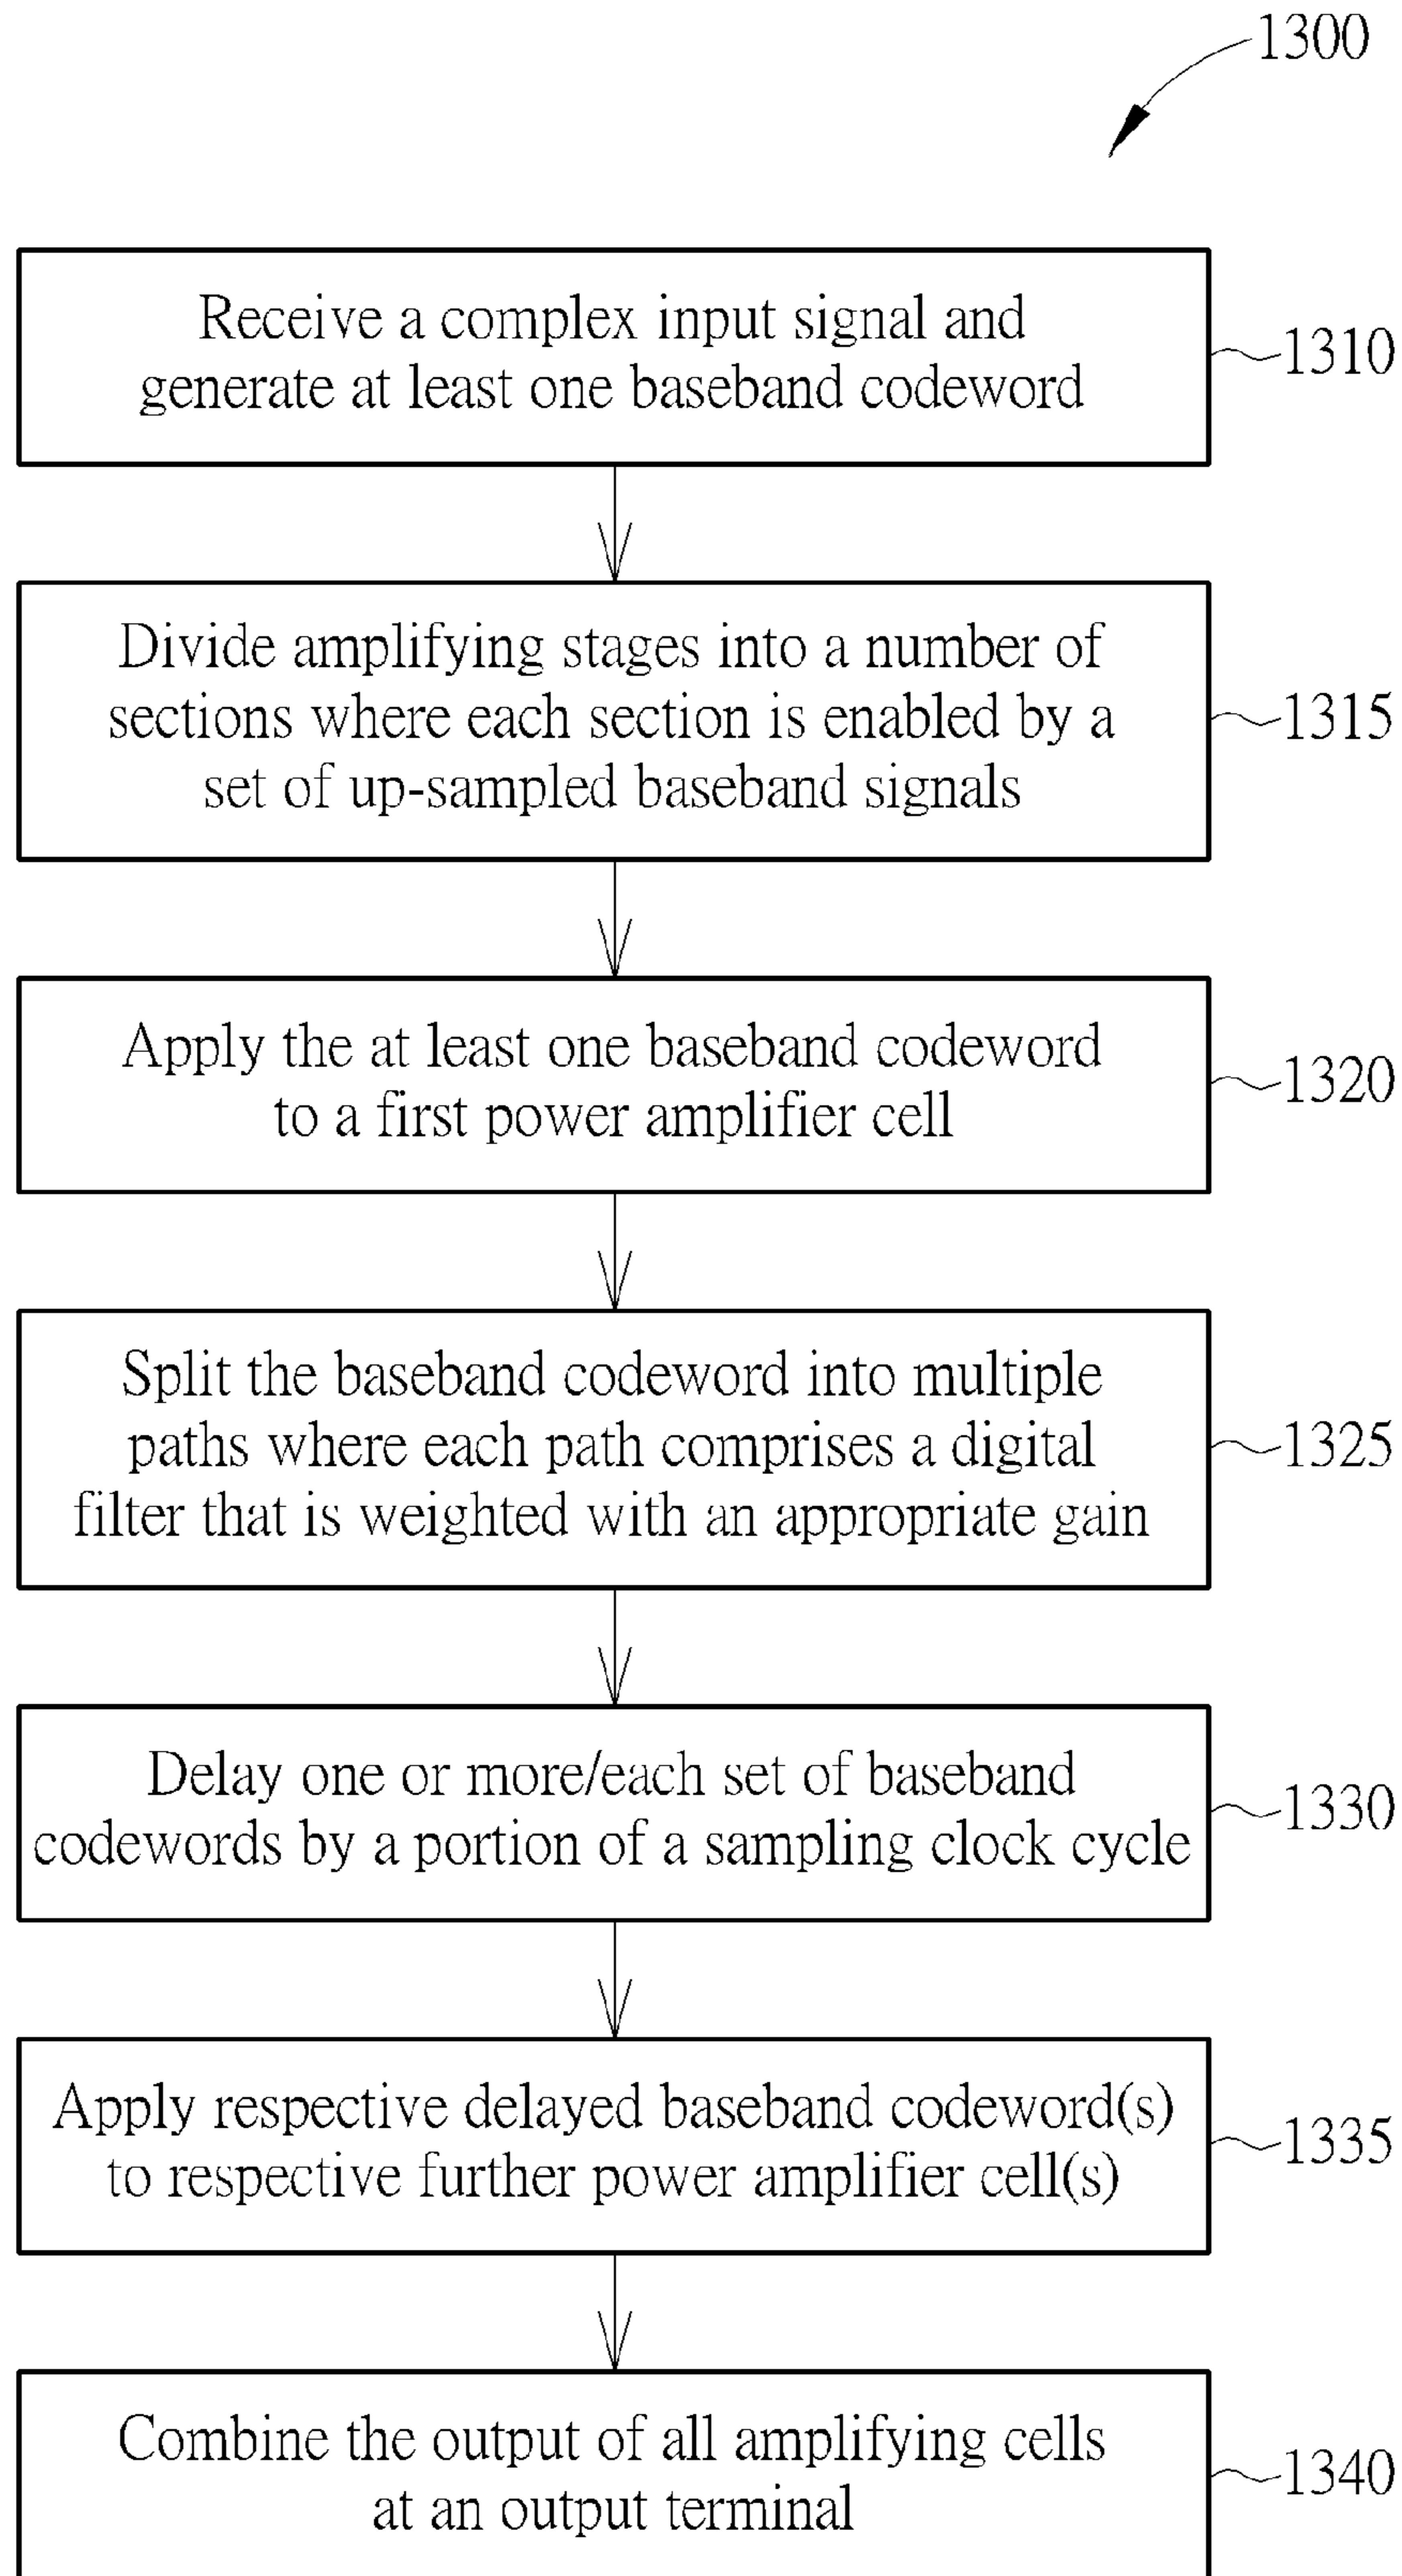 1300
Receive a complex input signal and
generate at least one baseband codeword
1310
Divide amplifying stages into a number of
sections where each section is enabled by a
set of up-sampled baseband signals
1315
Apply the at least one baseband codeword
to a first power amplifier cell
1320
Split the baseband codeword into multiple
paths where each path comprises a digital
filter that is weighted with an appropriate gain
1325
Delay one or more/each set of baseband
codewords by a portion of a sampling clock cycle
1330
Apply respective delayed baseband codeword(s)
to respective further power amplifier cell(s)
1335
Combine the output of all amplifying cells
at an output terminal
1340